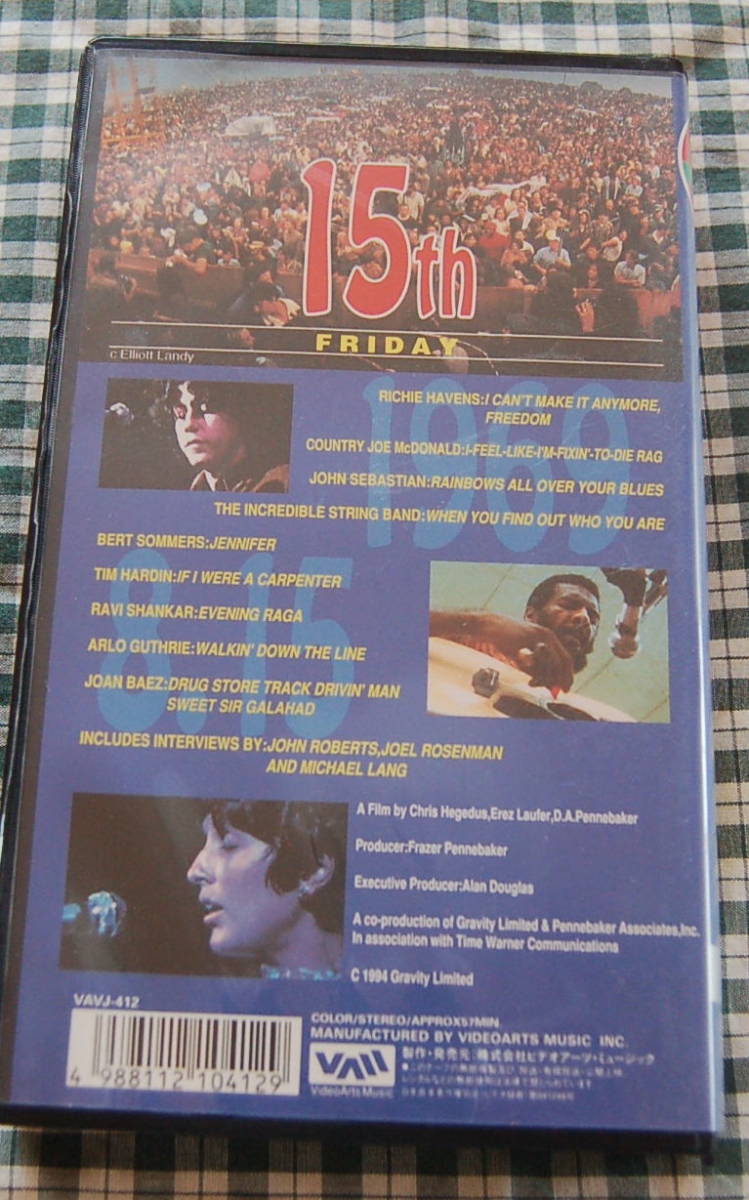 15th
FRIDAY
c Elliott Landy
1969
8.15
RICHIE HAVENS:I CAN'T MAKE IT ANYMORE,
FREEDOM
COUNTRY JOE McDONALD:I-FEEL-LIKE-I'M-FIXIN'-TO-DIE RAG
JOHN SEBASTIAN:RAINBOWS ALL OVER YOUR BLUES
THE INCREDIBLE STRING BAND:WHEN YOU FIND OUT WHO YOU ARE
BERT SOMMERS:JENNIFER
TIM HARDIN:IF I WERE A CARPENTER
RAVI SHANKAR:EVENING RAGA
ARLO GUTHRIE:WALKIN' DOWN THE LINE
JOAN BAEZ:DRUG STORE TRACK DRIVIN' MAN
SWEET SIR GALAHAD
INCLUDES INTERVIEWS BY:JOHN ROBERTS,JOEL ROSENMAN
AND MICHAEL LANG
A Film by Chris Hegedus,Erez Laufer,D.A.Pennebaker
Producer:Frazer Pennebaker
Executive Producer:Alan Douglas
A co-production of Gravity Limited & Pennebaker Associates,Inc.
In association with Time Warner Communications
C 1994 Gravity Limited
VAVJ-412
4 988112 104129
COLOR/STEREO/APPROX57MIN.
MANUFACTURED BY VIDEOARTS MUSIC INC.
VAM
VideoArts Music
製作・発売元:株式会社ビデオアーツ・ミュージック